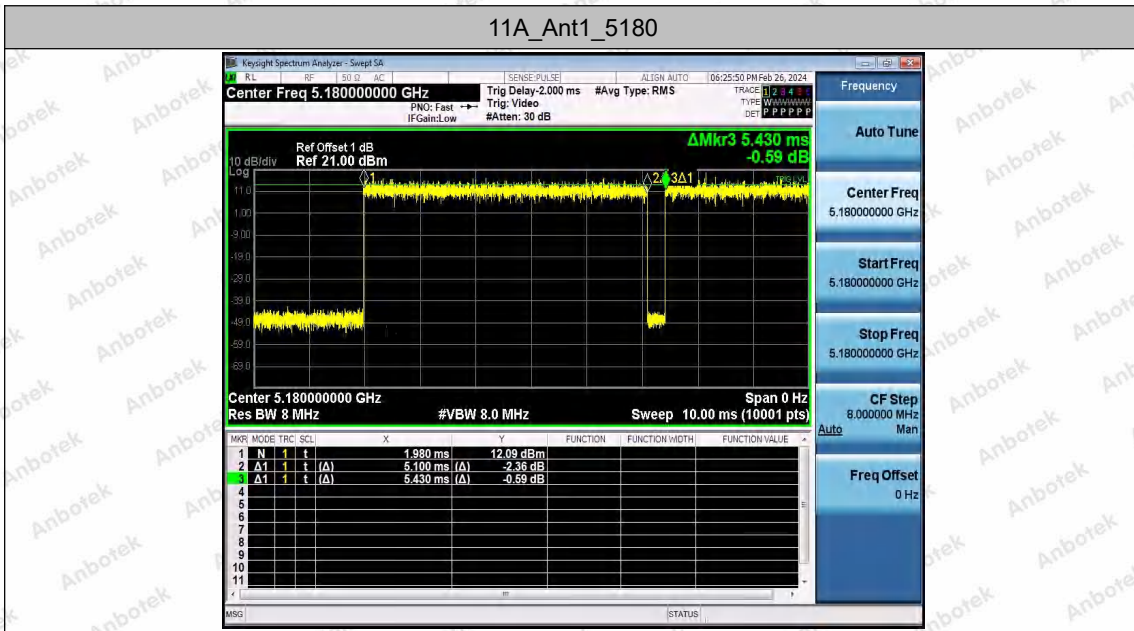 11A_Ant1_5180
Keysight Spectrum Analyzer - Swept SA
RL RF 50 Ω AC SENSE:PULSE ALIGN AUTO 06:25:50 PM Feb 26, 2024
Center Freq 5.180000000 GHz Trig Delay-2.000 ms #Avg Type: RMS TRACE 1 2 3 4 5 6
PNO: Fast Trig: Video TYPE WWWWWW
IFGain:Low #Atten: 30 dB DET P P P P P P
Frequency
Auto Tune
Center Freq
5.180000000 GHz
Start Freq
5.180000000 GHz
Stop Freq
5.180000000 GHz
CF Step
8.000000 MHz
Auto Man
Freq Offset
0 Hz
ΔMkr3 5.430 ms
-0.59 dB
Ref Offset 1 dB
10 dB/div Ref 21.00 dBm
Log
1 3Δ1 TRIG LVL
11.0
1.00
-9.00
-19.0
-29.0
-39.0
-49.0
-59.0
-69.0
Center 5.180000000 GHz Span 0 Hz
Res BW 8 MHz #VBW 8.0 MHz Sweep 10.00 ms (10001 pts)
MKR MODE TRC SCL X Y FUNCTION FUNCTION WIDTH FUNCTION VALUE
1 N 1 t 1.980 ms 12.09 dBm
2 Δ1 1 t (Δ) 5.100 ms (Δ) -2.36 dB
3 Δ1 1 t (Δ) 5.430 ms (Δ) -0.59 dB
4
5
6
7
8
9
10
11
MSG STATUS
Anbotek